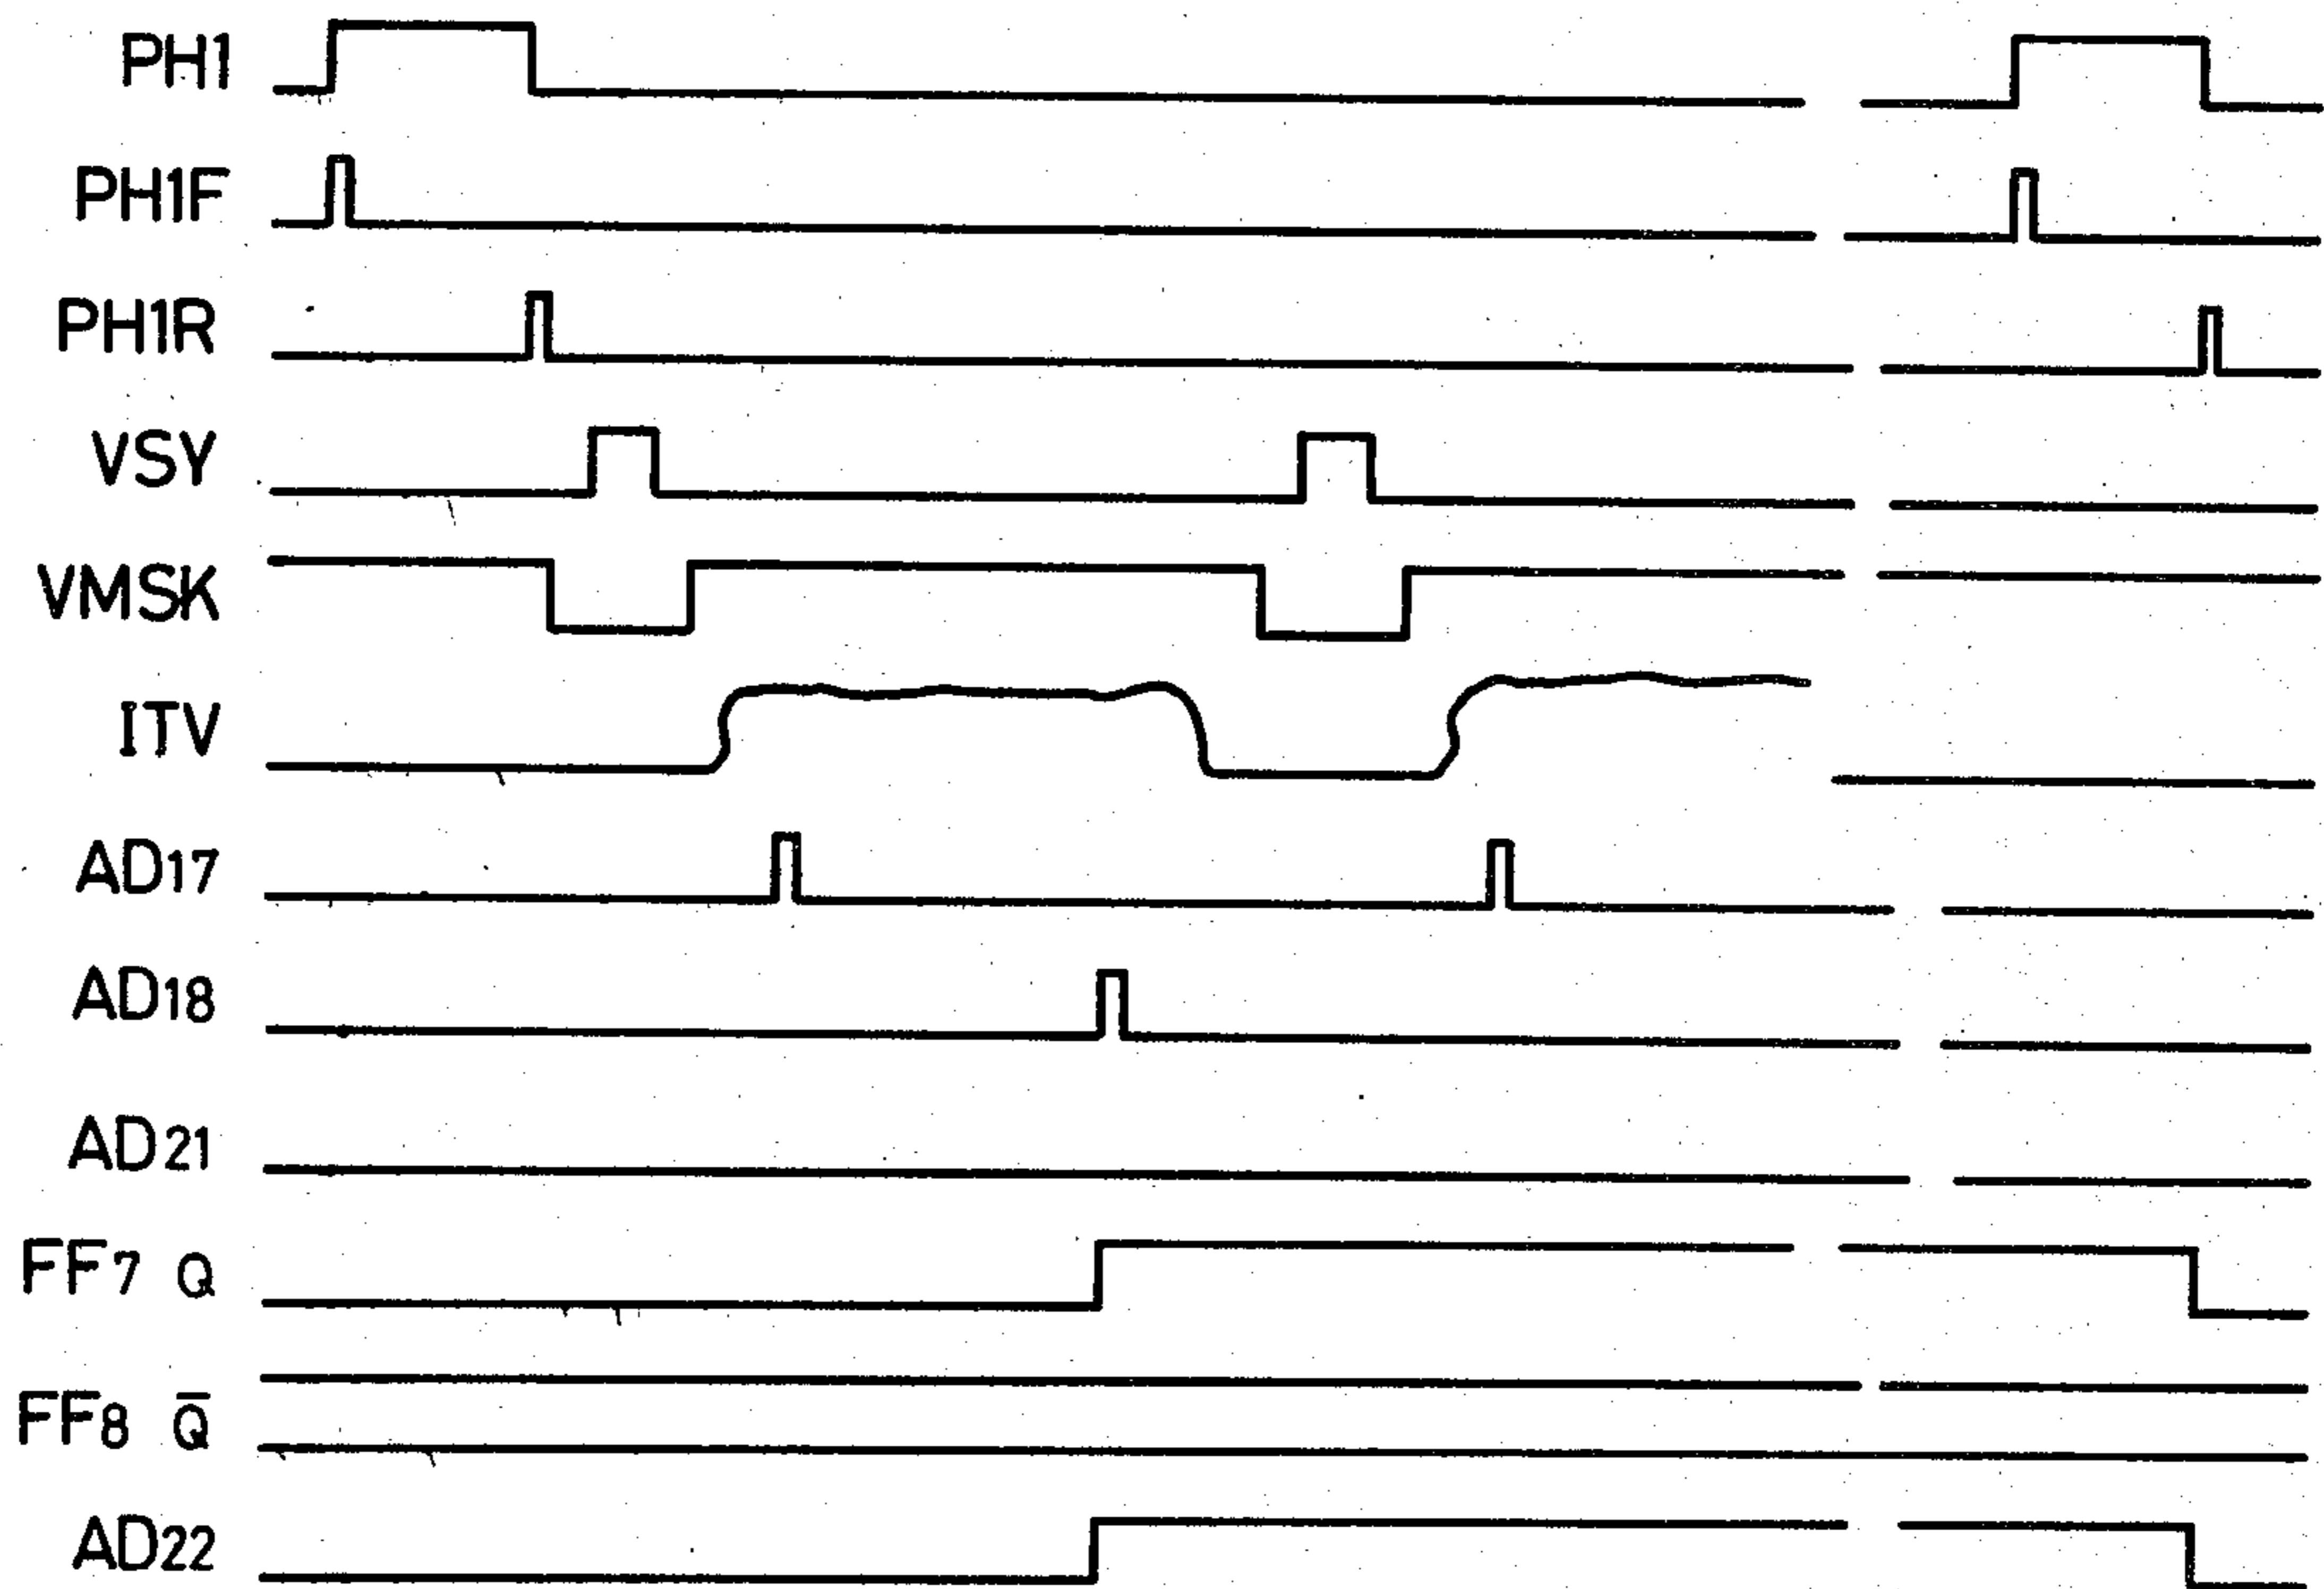 PH1
PH1F
PH1R
VSY
VMSK
ITV
AD17
AD18
AD21
FF7 Q
FF8 Q̅
AD22